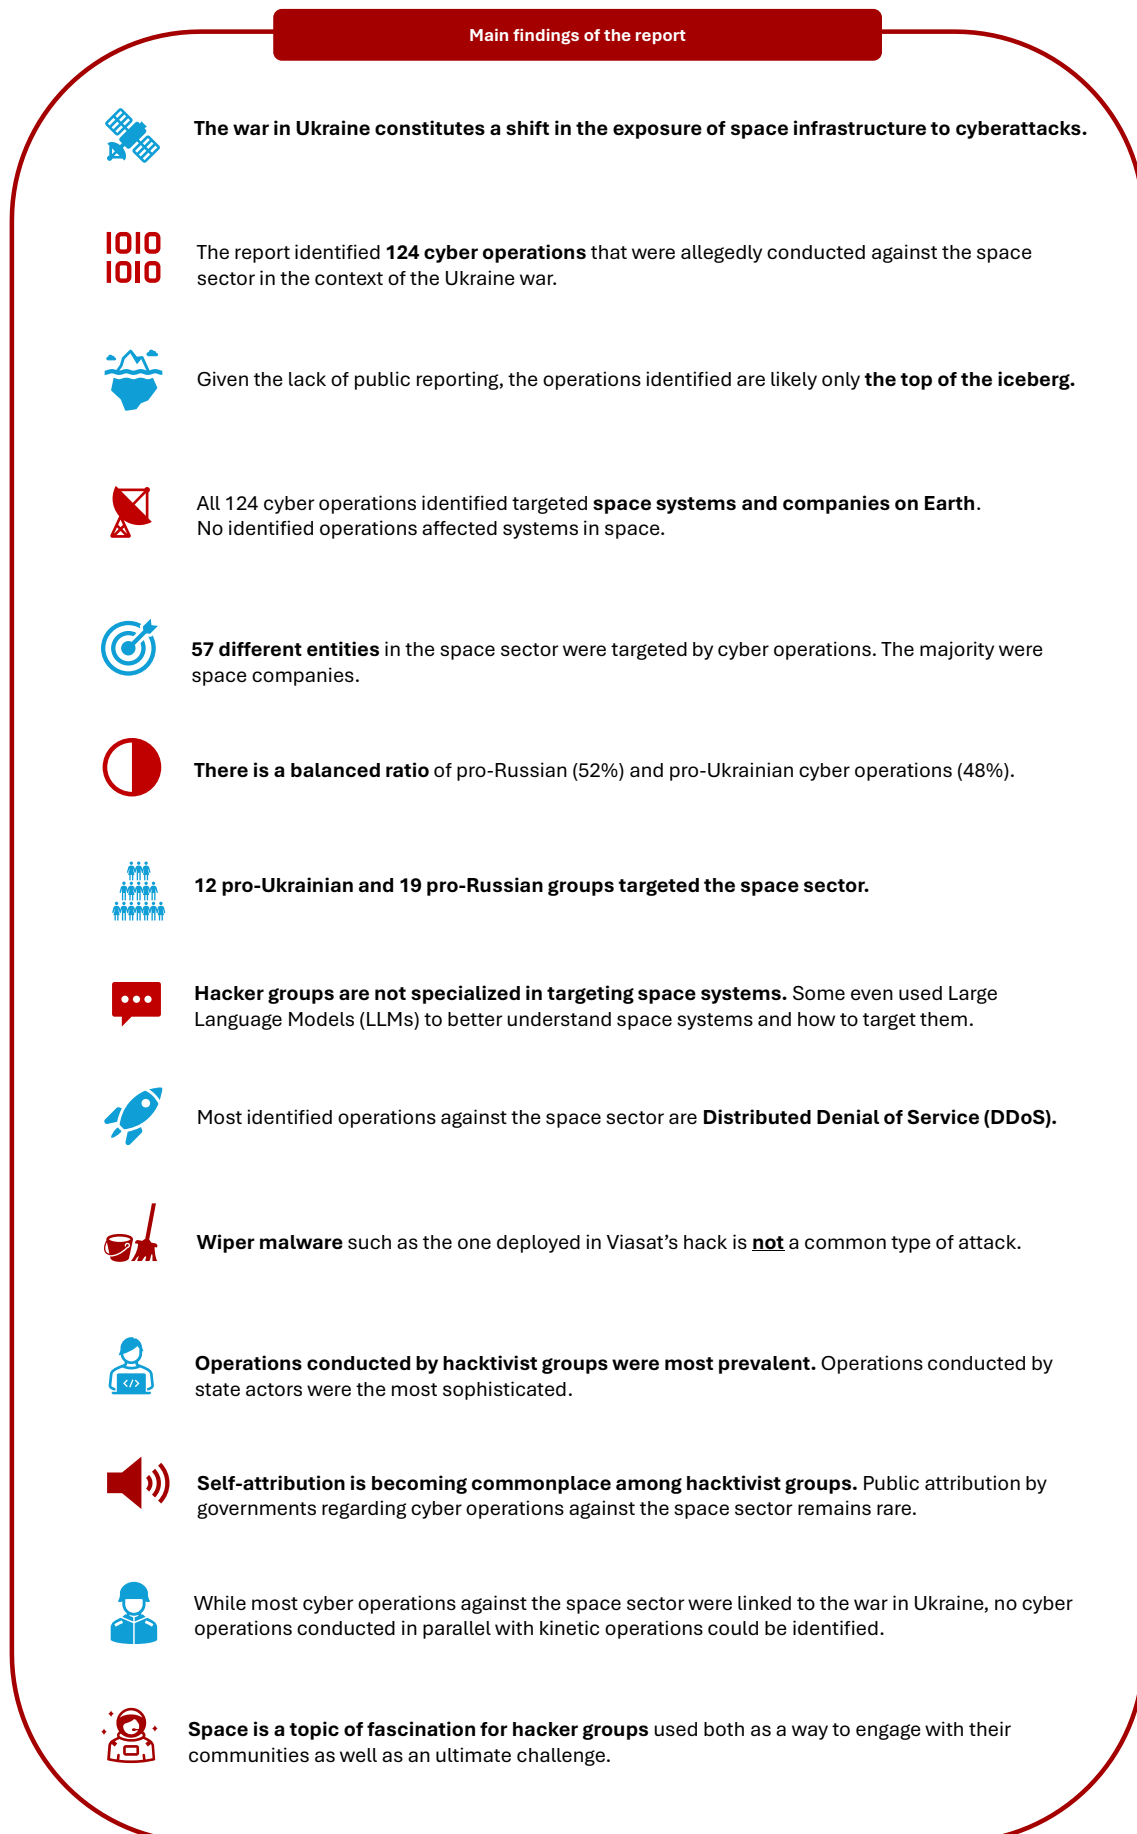 Main findings of the report
The war in Ukraine constitutes a shift in the exposure of space infrastructure to cyberattacks.
IOIO
IOIO
The report identified 124 cyber operations that were allegedly conducted against the space
sector in the context of the Ukraine war.
Given the lack of public reporting, the operations identified are likely only the top of the iceberg.
All 124 cyber operations identified targeted space systems and companies on Earth.
No identified operations affected systems in space.
57 different entities in the space sector were targeted by cyber operations. The majority were
space companies.
There is a balanced ratio of pro-Russian (52%) and pro-Ukrainian cyber operations (48%).
12 pro-Ukrainian and 19 pro-Russian groups targeted the space sector.
Hacker groups are not specialized in targeting space systems. Some even used Large
Language Models (LLMs) to better understand space systems and how to target them.
Most identified operations against the space sector are Distributed Denial of Service (DDoS).
Wiper malware such as the one deployed in Viasat’s hack is not a common type of attack.
</>
Operations conducted by hacktivist groups were most prevalent. Operations conducted by
state actors were the most sophisticated.
Self-attribution is becoming commonplace among hacktivist groups. Public attribution by
governments regarding cyber operations against the space sector remains rare.
While most cyber operations against the space sector were linked to the war in Ukraine, no cyber
operations conducted in parallel with kinetic operations could be identified.
Space is a topic of fascination for hacker groups used both as a way to engage with their
communities as well as an ultimate challenge.